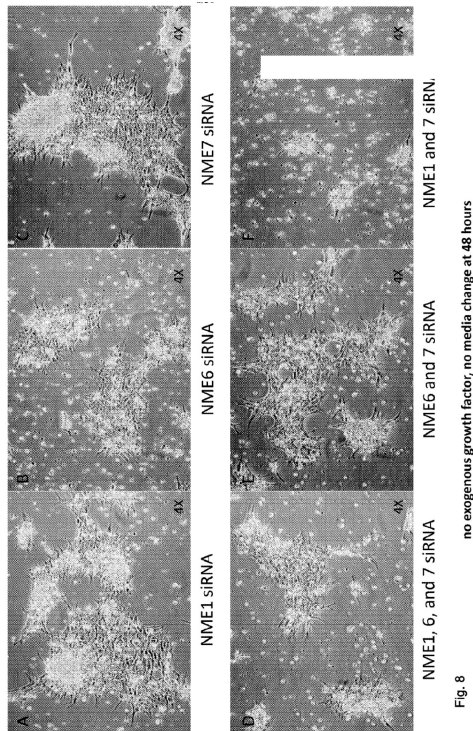 A
4X
NME1 siRNA
B
4X
NME6 siRNA
C
4X
NME7 siRNA
D
4X
NME1, 6, and 7 siRNA
E
4X
NME6 and 7 siRNA
F
4X
NME1 and 7 siRN.
no exogenous growth factor, no media change at 48 hours
Fig. 8